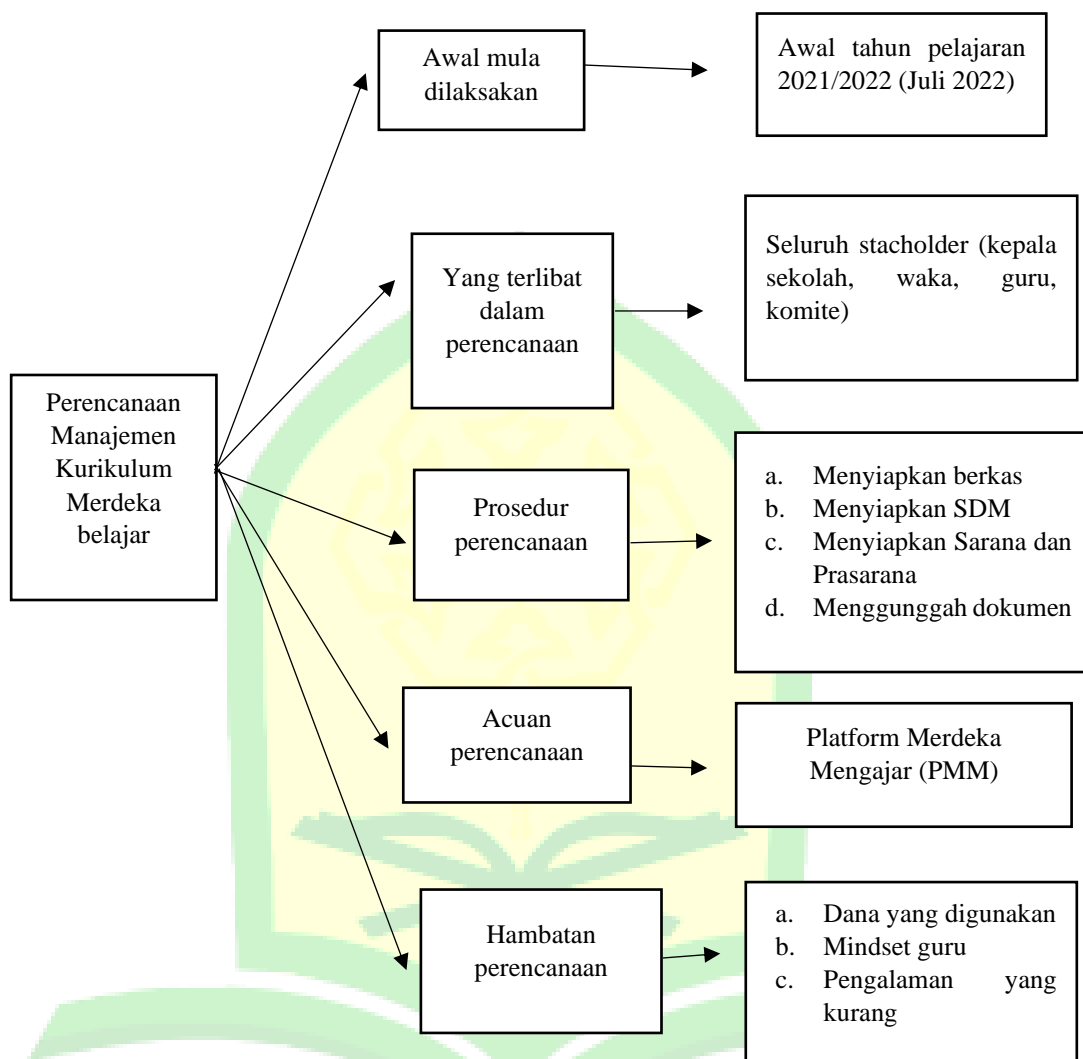 Awal mula
dilaksakan
Awal tahun pelajaran
2021/2022 (Juli 2022)
Yang terlibat
dalam
perencanaan
Seluruh stacholder (kepala
sekolah, waka, guru,
komite)
Perencanaan
Manajemen
Kurikulum
Merdeka
belajar
Prosedur
perencanaan
a. Menyiapkan berkas
b. Menyiapkan SDM
c. Menyiapkan Sarana dan
Prasarana
d. Menggunggah dokumen
Acuan
perencanaan
Platform Merdeka
Mengajar (PMM)
Hambatan
perencanaan
a. Dana yang digunakan
b. Mindset guru
c. Pengalaman yang
kurang